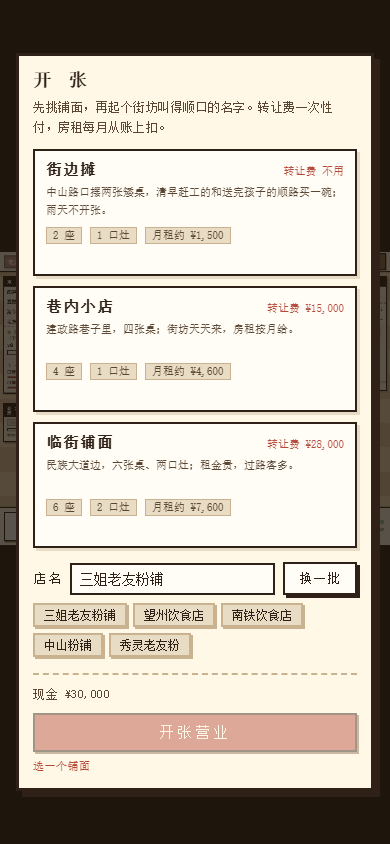 开 张
先挑铺面，再起个街坊叫得顺口的名字。转让费一次性
付，房租每月从账上扣。
街边摊 转让费 不用
中山路口摆两张矮桌，清早赶工的和送完孩子的顺路买一碗；
雨天不开张。
2 座 1 口灶 月租约 ¥1,500
巷内小店 转让费 ¥15,000
建政路巷子里，四张桌；街坊天天来，房租按月给。
4 座 1 口灶 月租约 ¥4,600
临街铺面 转让费 ¥28,000
民族大道边，六张桌、两口灶；租金贵，过路客多。
6 座 2 口灶 月租约 ¥7,600
店名 三姐老友粉铺 换一批
三姐老友粉铺 望州饮食店 南铁饮食店
中山粉铺 秀灵老友粉
现金 ¥30,000
开张营业
选一个铺面